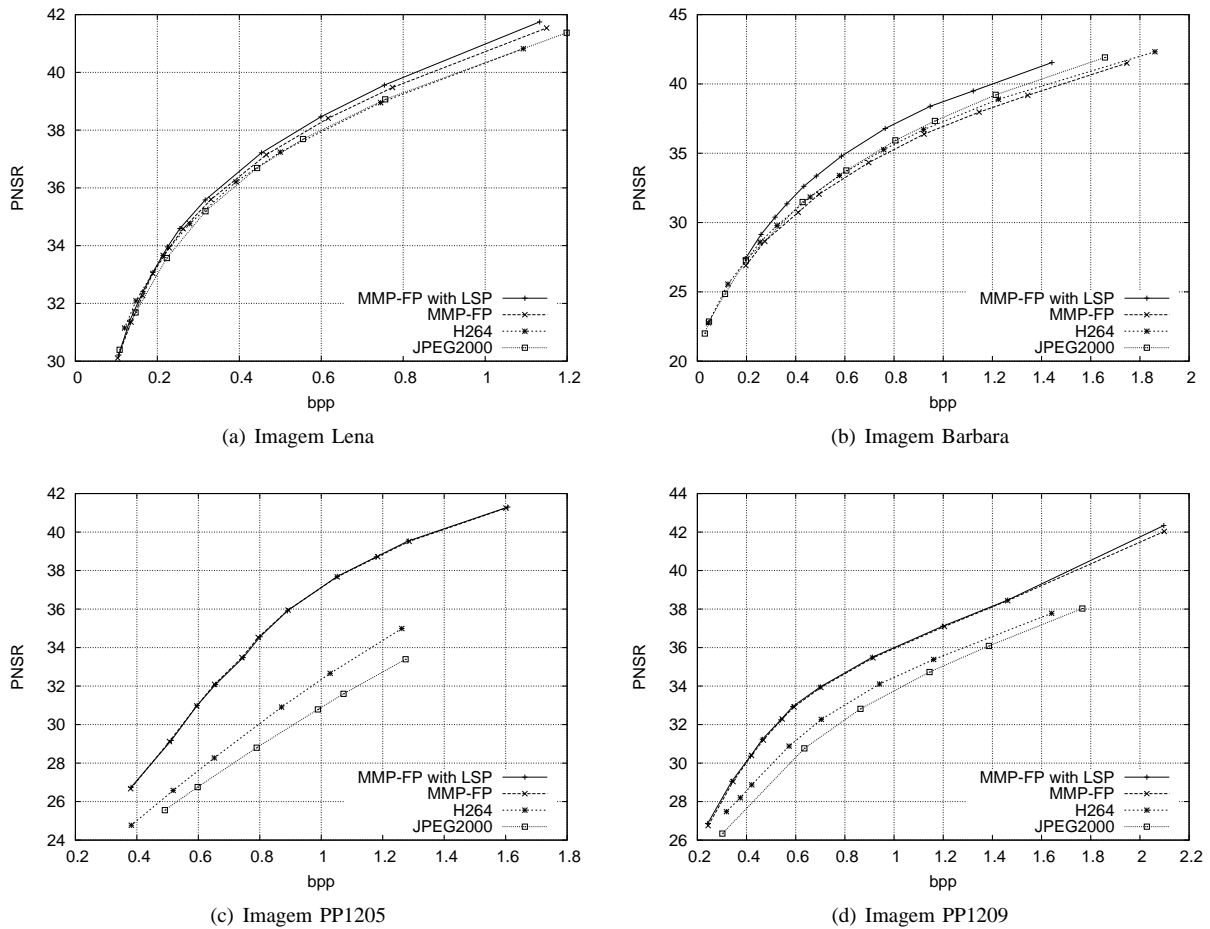 42
40
38
36
34
32
30
0
0.2
0.4
0.6
0.8
1
1.2
PNSR
bpp
MMP-FP with LSP
MMP-FP
H264
JPEG2000
(a) Imagem Lena
45
40
35
30
25
20
0
0.2
0.4
0.6
0.8
1
1.2
1.4
1.6
1.8
2
PNSR
bpp
MMP-FP with LSP
MMP-FP
H264
JPEG2000
(b) Imagem Barbara
42
40
38
36
34
32
30
28
26
24
0.2
0.4
0.6
0.8
1
1.2
1.4
1.6
1.8
PNSR
bpp
MMP-FP with LSP
MMP-FP
H264
JPEG2000
(c) Imagem PP1205
44
42
40
38
36
34
32
30
28
26
0.2
0.4
0.6
0.8
1
1.2
1.4
1.6
1.8
2
2.2
PNSR
bpp
MMP-FP with LSP
MMP-FP
H264
JPEG2000
(d) Imagem PP1209